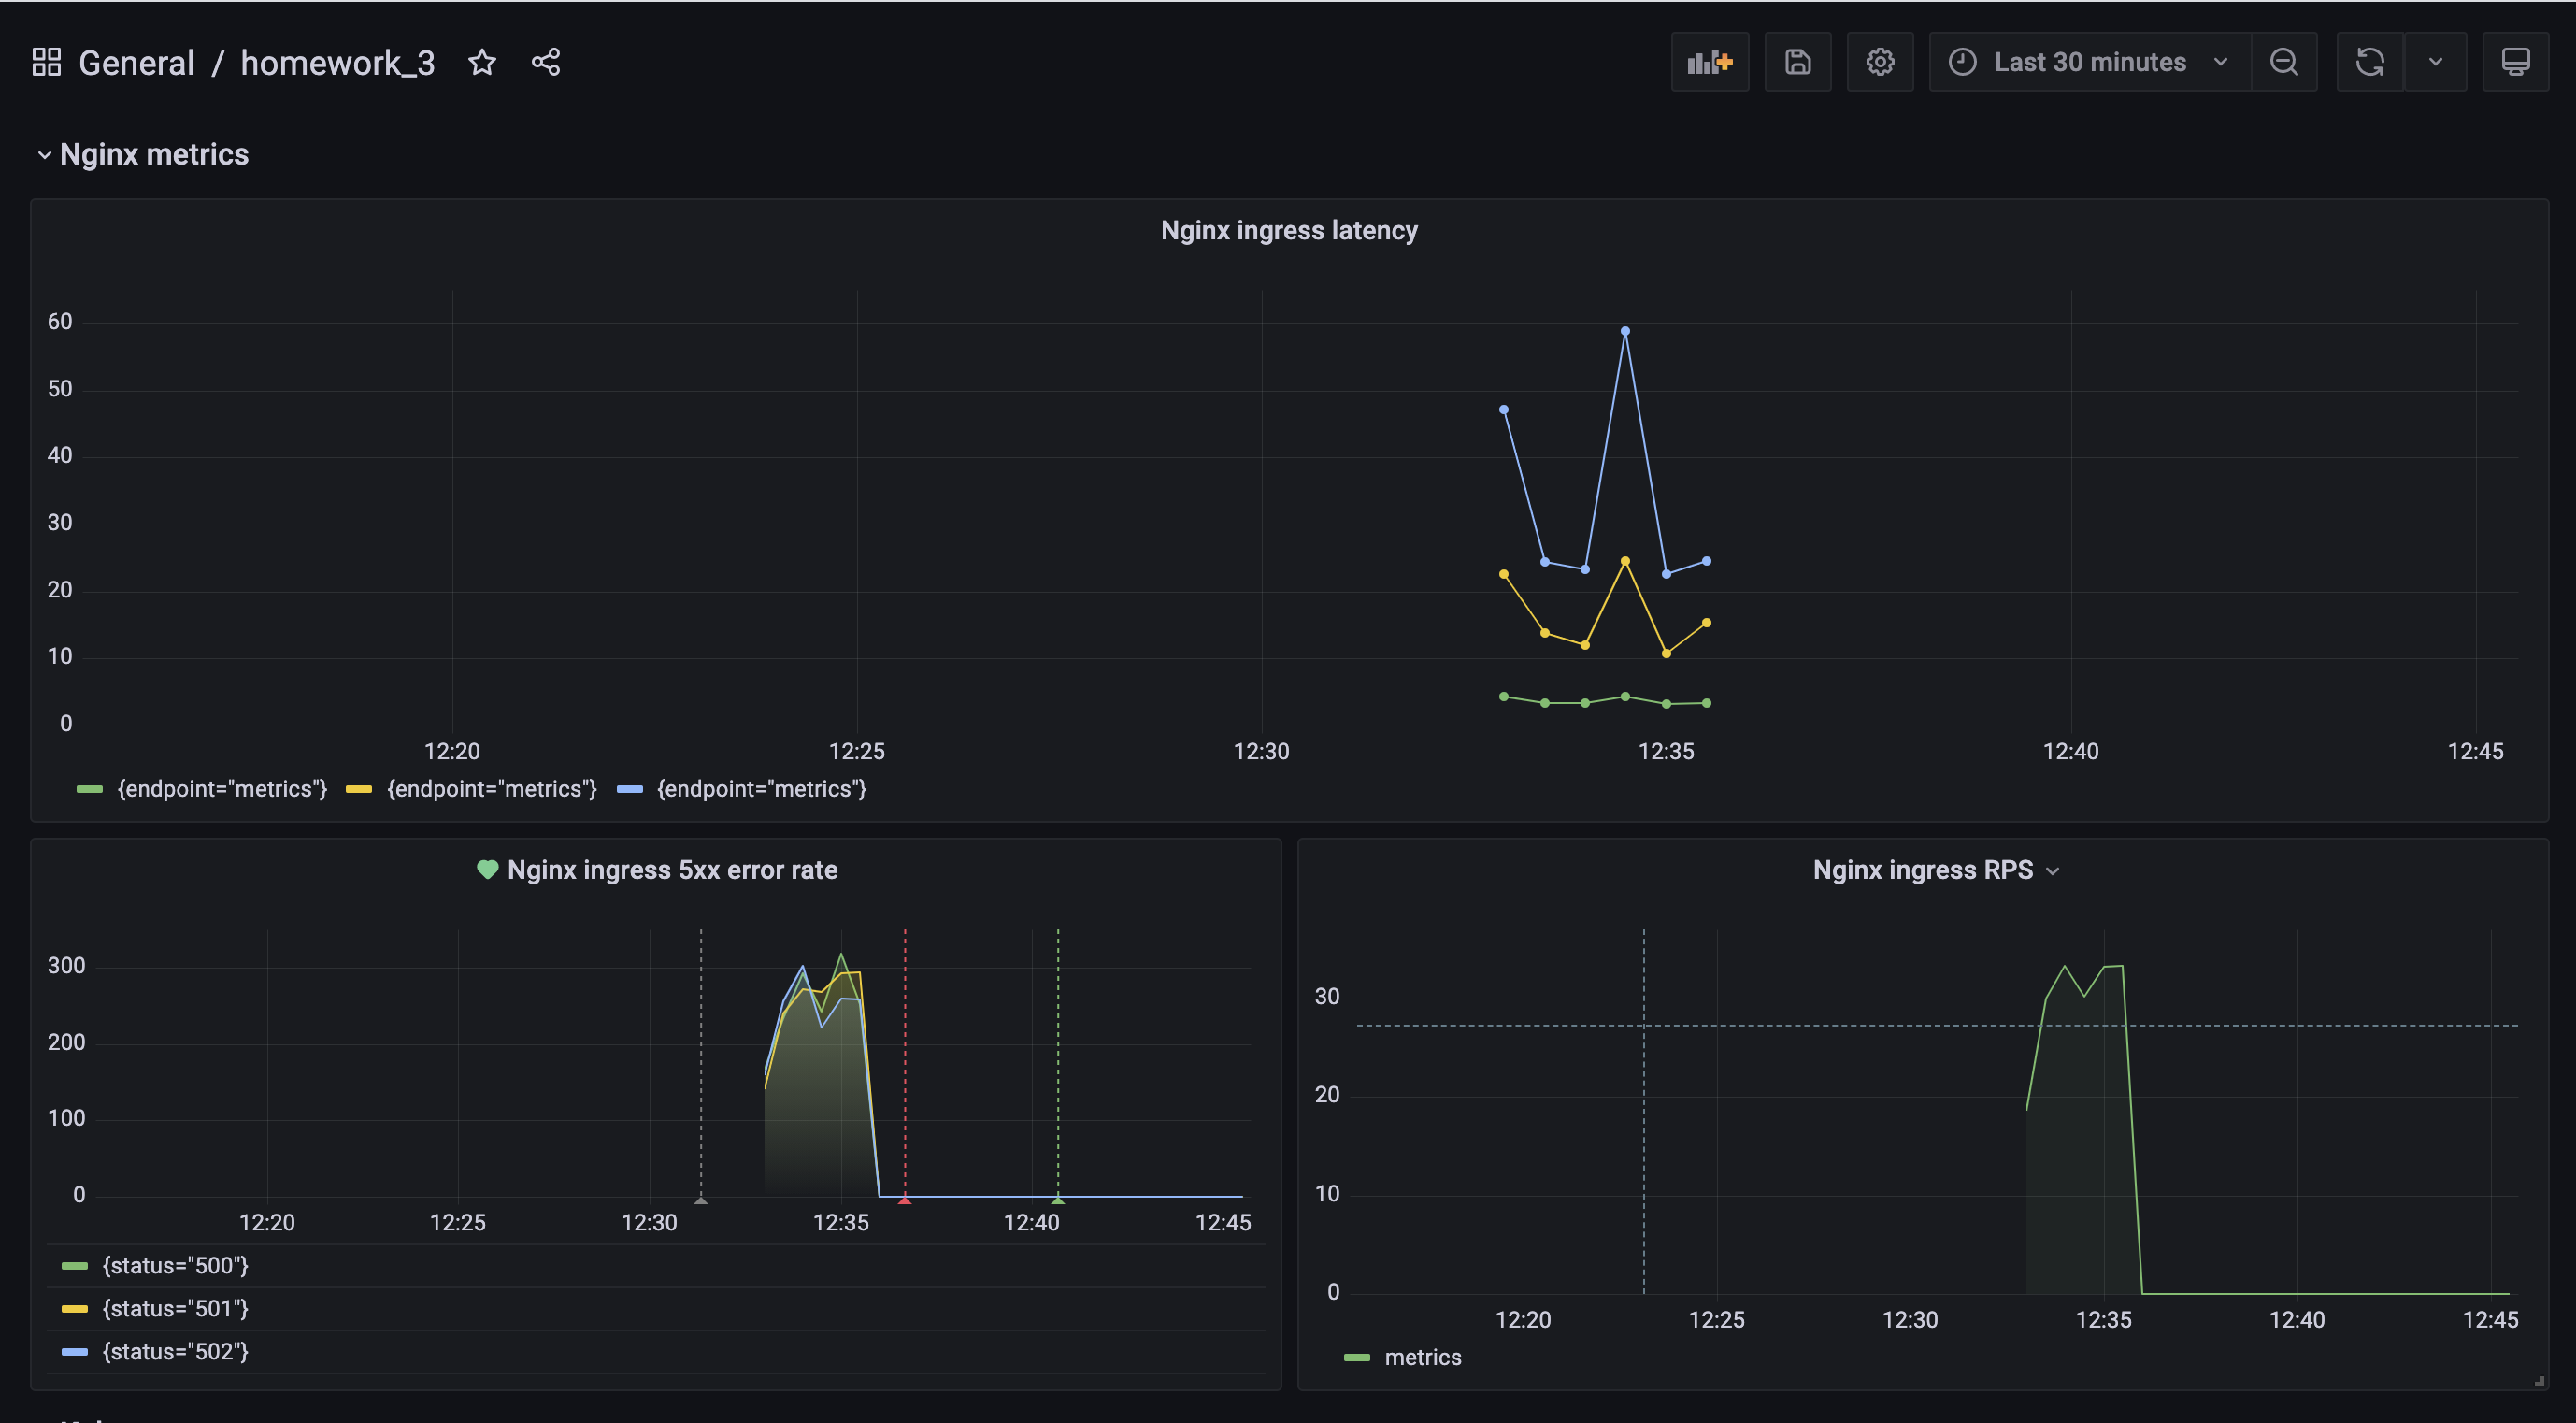 General / homework_3
Last 30 minutes
Nginx metrics
Nginx ingress latency
60
50
40
30
20
10
0
12:20 12:25 12:30 12:35 12:40 12:45
{endpoint="metrics"} {endpoint="metrics"} {endpoint="metrics"}
Nginx ingress 5xx error rate
300
200
100
0
12:20 12:25 12:30 12:35 12:40 12:45
{status="500"}
{status="501"}
{status="502"}
Nginx ingress RPS
30
20
10
0
12:20 12:25 12:30 12:35 12:40 12:45
metrics